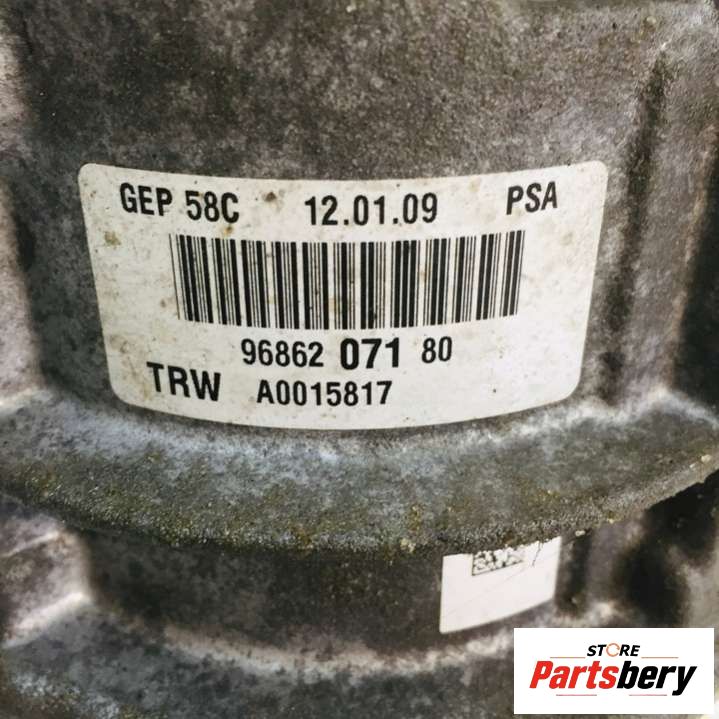 GEP 58C 12.01.09 PSA
96862 071 80
TRW A0015817
STORE
Partsbery